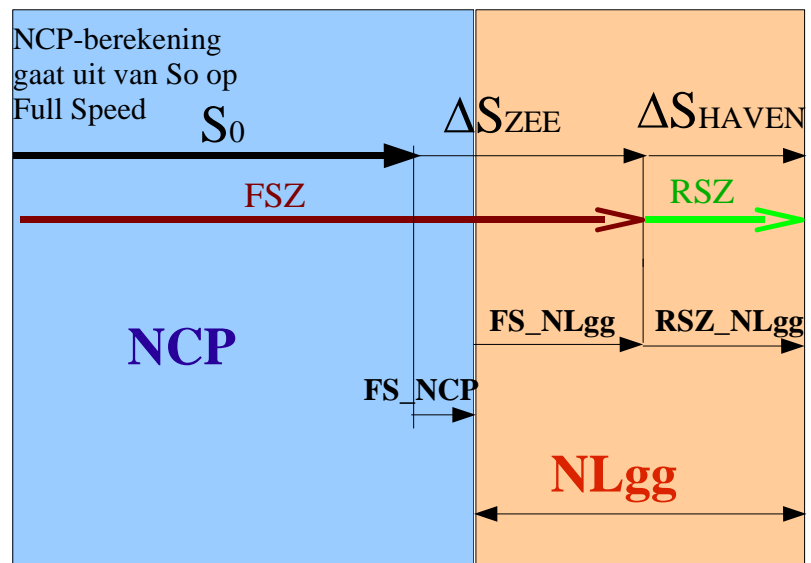 NCP-berekening
gaat uit van So op
Full Speed
S0
ΔSZEE
ΔSHAVEN
FSZ
RSZ
FS_NLgg
RSZ_NLgg
NCP
FS_NCP
NLgg